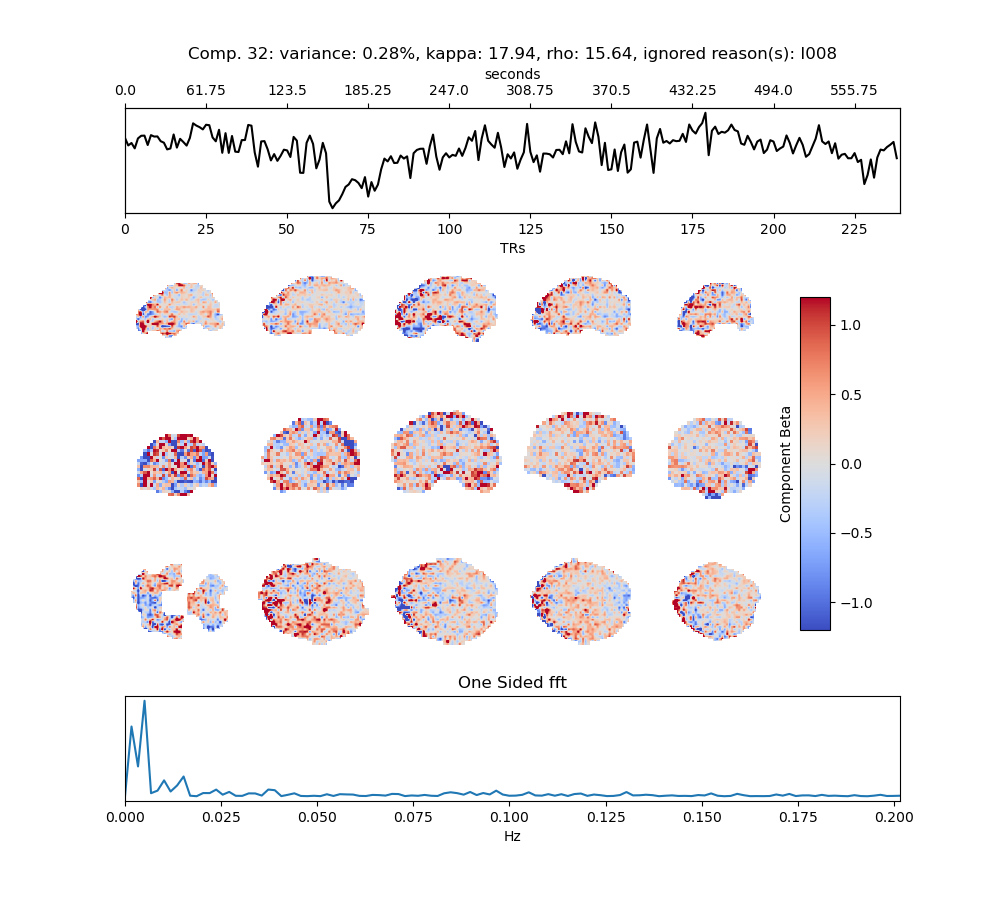 Comp. 32: variance: 0.28%, kappa: 17.94, rho: 15.64, ignored reason(s): I008
seconds
0.0 61.75 123.5 185.25 247.0 308.75 370.5 432.25 494.0 555.75
0 25 50 75 100 125 150 175 200 225
TRs
1.0
0.5
0.0
−0.5
−1.0
Component Beta
One Sided fft
0.000 0.025 0.050 0.075 0.100 0.125 0.150 0.175 0.200
Hz